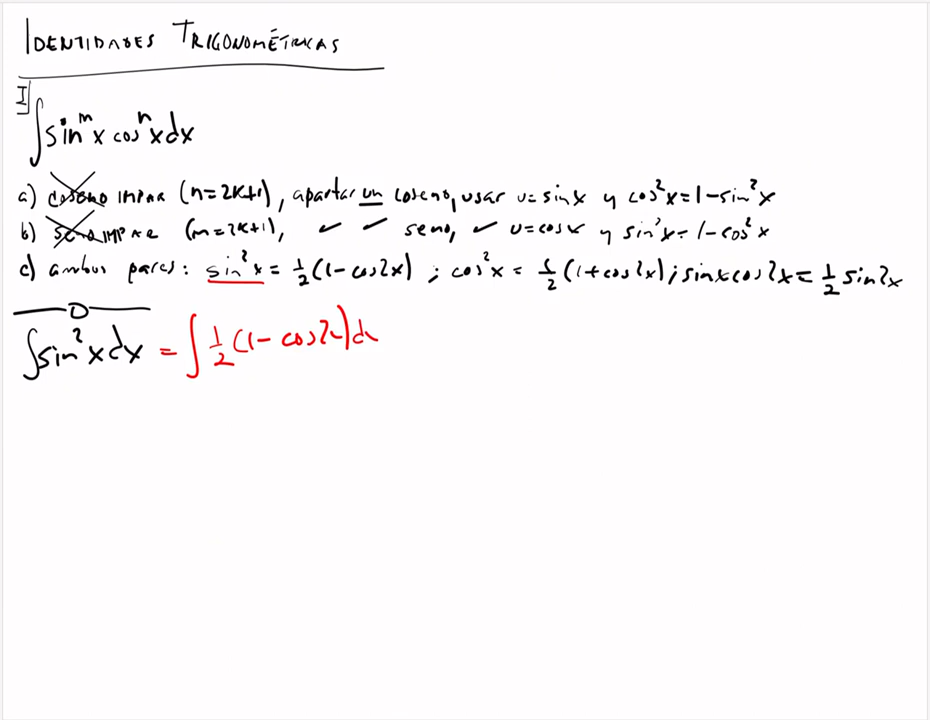 IDENTIDADES TRIGONOMÉTRICAS
I]
∫sin^m x cos^n x dx
a) coseno IMPAR (n=2K+1), apartar un coseno, usar u=sinx y cos²x=1-sin²x
b) seno IMPAR (m=2K+1), ✓ ✓ seno, ✓ u=cosx y sin²x=1-cos²x
c) ambos pares: sin²x = 1/2(1-cos2x) ; cos²x = 1/2(1+cos2x) ; sinxcos2x = 1/2 sin2x
∫sin²x dx = ∫1/2(1-cos2x)dx